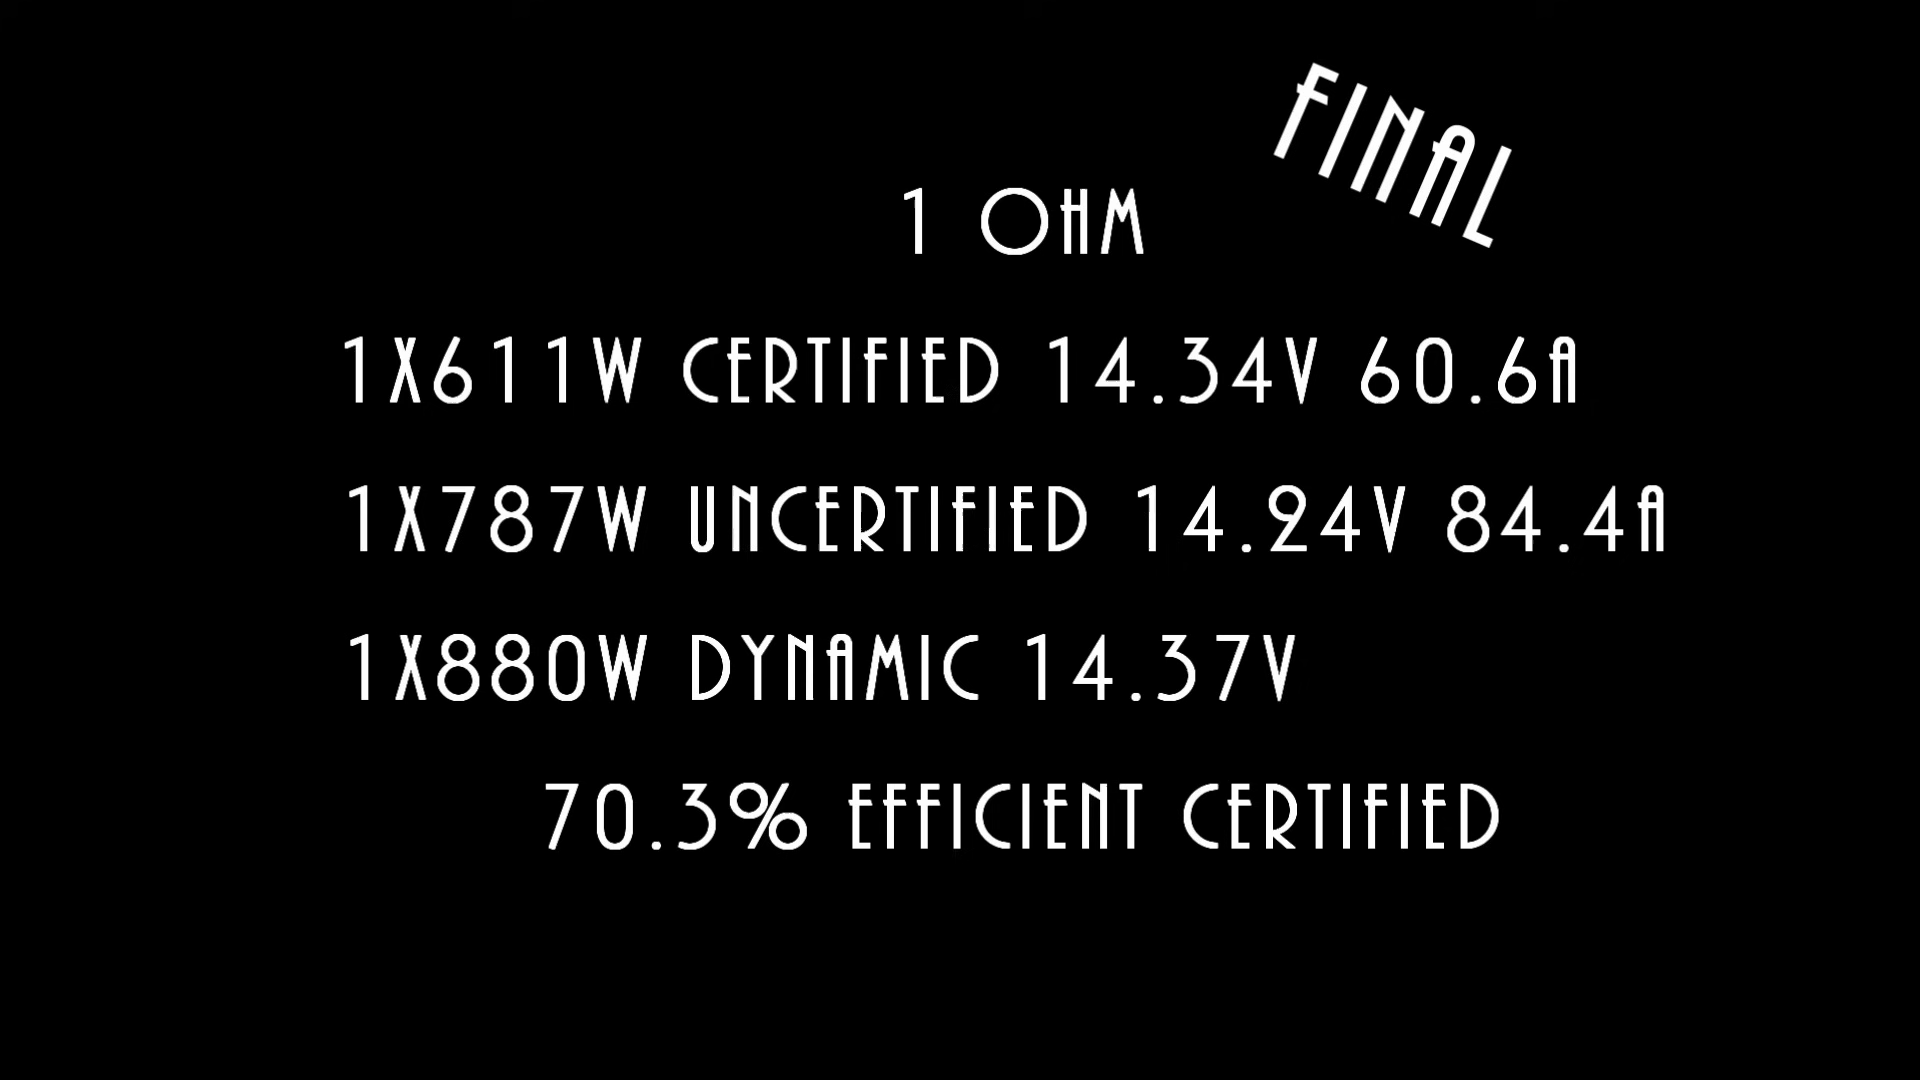 FINAL
1 OHM
1X611W CERTIFIED 14.34V 60.6A
1X787W UNCERTIFIED 14.24V 84.4A
1X880W DYNAMIC 14.37V
70.3% EFFICIENT CERTIFIED